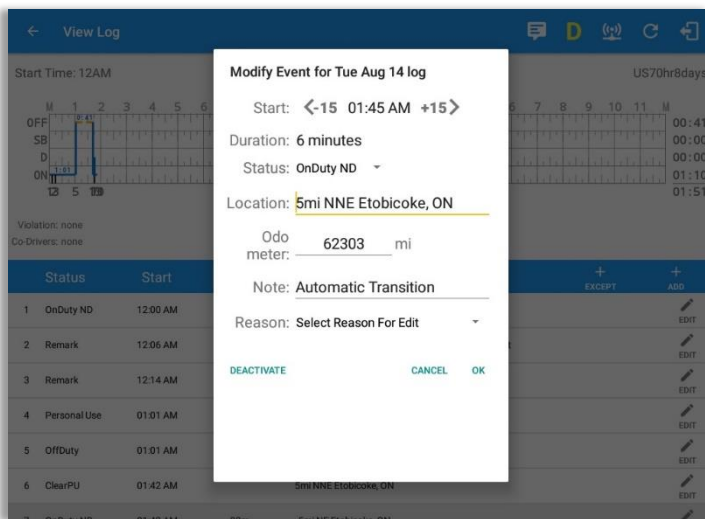 View Log
D
Start Time: 12AM
US70hr8days
M 1 2 3 4 5 6
6 7 8 9 10 11 M
OFF 0:41
00:41
SB
00:00
D
00:00
ON 1:01
01:10
5
01:51
Violation: none
Co-Drivers: none
Modify Event for Tue Aug 14 log
Start: -15 01:45 AM +15
Duration: 6 minutes
Status: OnDuty ND
Location: 5mi NNE Etobicoke, ON
Odo
meter: 62303 mi
Note: Automatic Transition
Reason: Select Reason For Edit
DEACTIVATE CANCEL OK
Status Start + EXCEPT + ADD
1 OnDuty ND 12:00 AM EDIT
2 Remark 12:06 AM EDIT
3 Remark 12:14 AM EDIT
4 Personal Use 01:01 AM EDIT
5 OffDuty 01:01 AM EDIT
6 ClearPU 01:42 AM 5mi NNE Etobicoke, ON EDIT